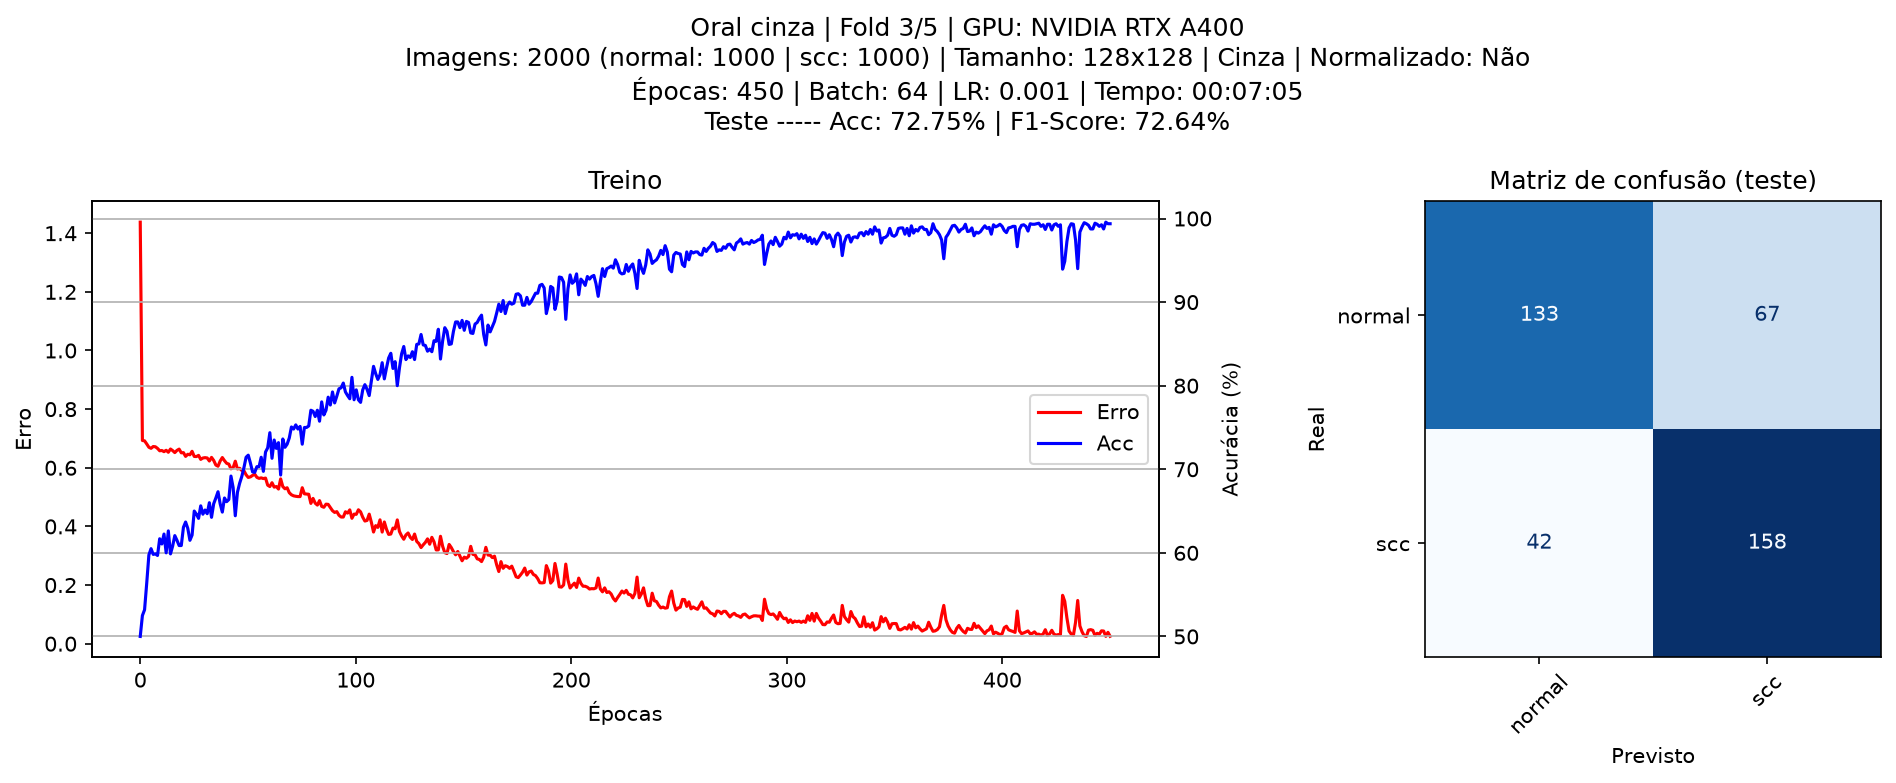 Oral cinza | Fold 3/5 | GPU: NVIDIA RTX A400
Imagens: 2000 (normal: 1000 | scc: 1000) | Tamanho: 128x128 | Cinza | Normalizado: Não
Épocas: 450 | Batch: 64 | LR: 0.001 | Tempo: 00:07:05
Teste ----- Acc: 72.75% | F1-Score: 72.64%
Treino
1.4
1.2
1.0
0.8
0.6
0.4
0.2
0.0
Erro
100
90
80
70
60
50
Acurácia (%)
Erro
Acc
0
100
200
300
400
Épocas
Matriz de confusão (teste)
normal
133
67
scc
42
158
Real
normal
scc
Previsto